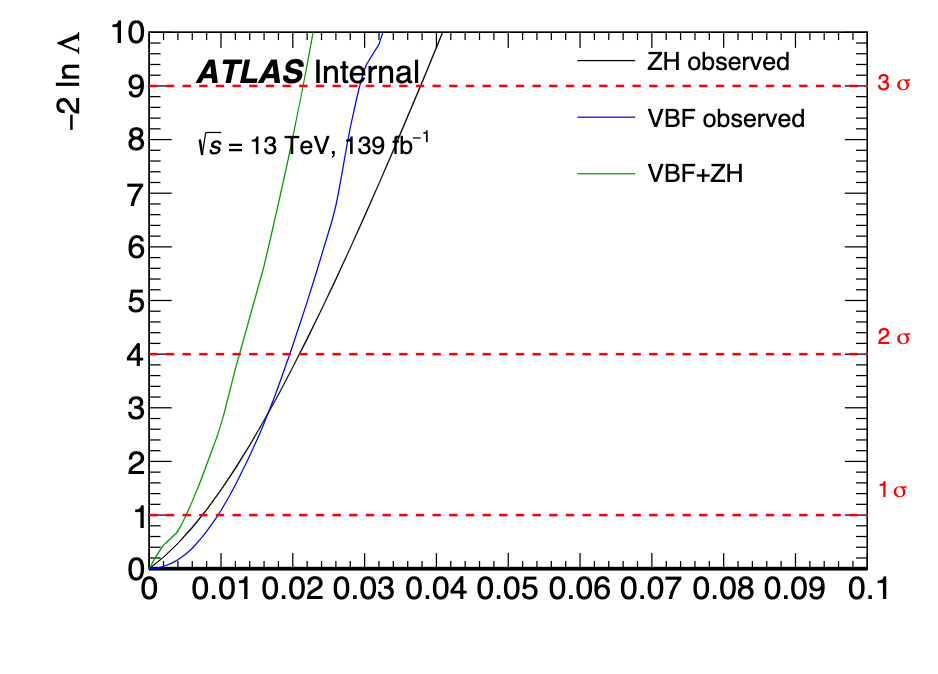 −2 ln Λ
10
9
8
7
6
5
4
3
2
1
0
ATLAS Internal
√s = 13 TeV, 139 fb⁻¹
ZH observed
VBF observed
VBF+ZH
3 σ
2 σ
1 σ
0 0.01 0.02 0.03 0.04 0.05 0.06 0.07 0.08 0.09 0.1